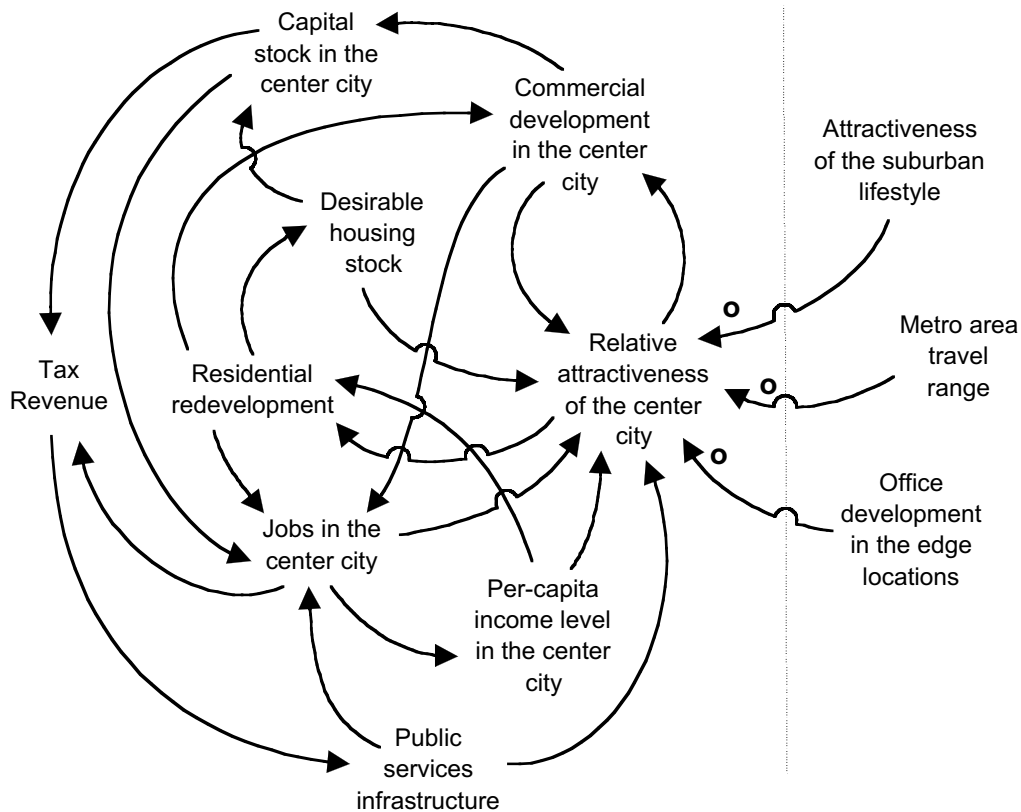 Capital
stock in the
center city
Commercial
development
in the center
city
Attractiveness
of the suburban
lifestyle
Desirable
housing
stock
o
Metro area
travel
range
Relative
attractiveness
of the center
city
Tax
Revenue
Residential
redevelopment
o
o
Office
development
in the edge
locations
Jobs in the
center city
Per-capita
income level
in the center
city
Public
services
infrastructure